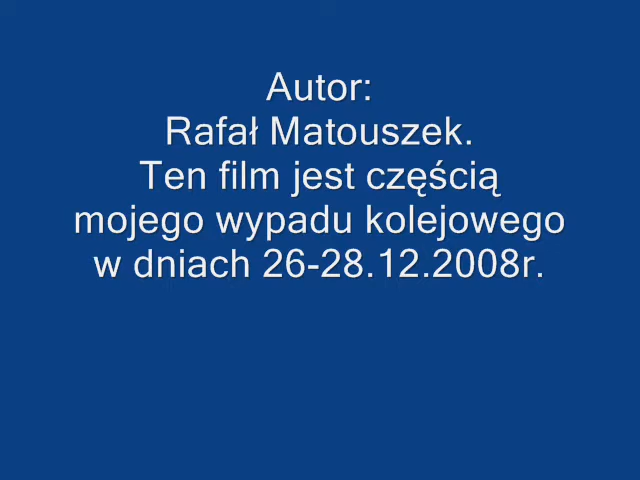 Autor:
Rafał Matouszek.
Ten film jest częścią
mojego wypadu kolejowego
w dniach 26-28.12.2008r.